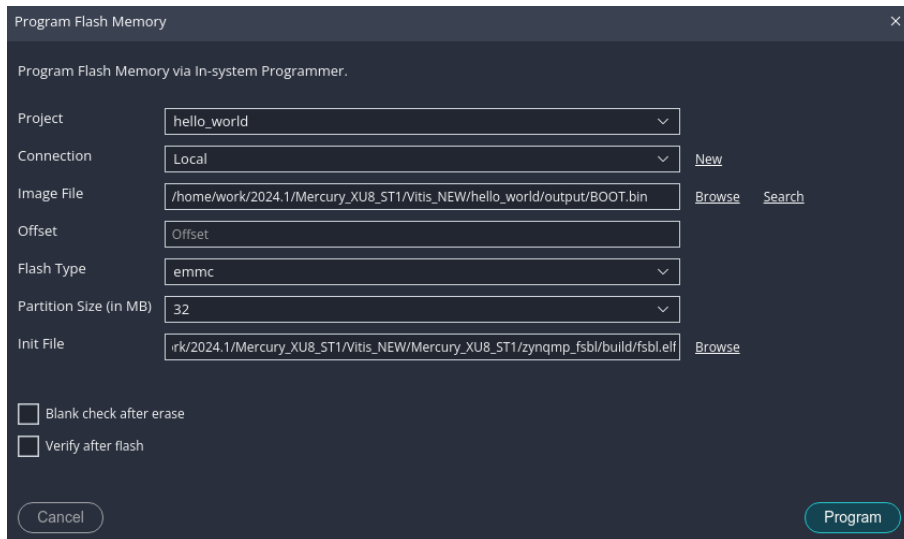 Program Flash Memory
Program Flash Memory via In-system Programmer.
Project hello_world
Connection Local New
Image File /home/work/2024.1/Mercury_XU8_ST1/Vitis_NEW/hello_world/output/BOOT.bin Browse Search
Offset Offset
Flash Type emmc
Partition Size (in MB) 32
Init File rk/2024.1/Mercury_XU8_ST1/Vitis_NEW/Mercury_XU8_ST1/zynqmp_fsbl/build/fsbl.elf Browse
Blank check after erase
Verify after flash
Cancel Program